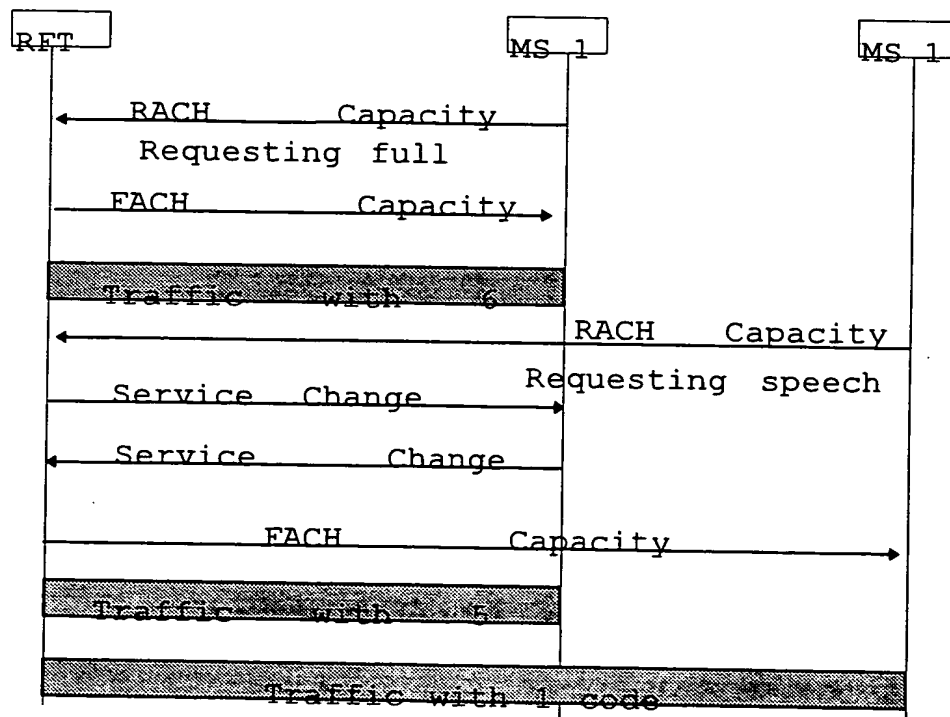 RFT MS 1 MS 1
RACH Capacity
Requesting full
FACH Capacity
Traffic with 6
RACH Capacity
Requesting speech
Service Change
Service Change
FACH Capacity
Traffic with 5
Traffic with 1 code